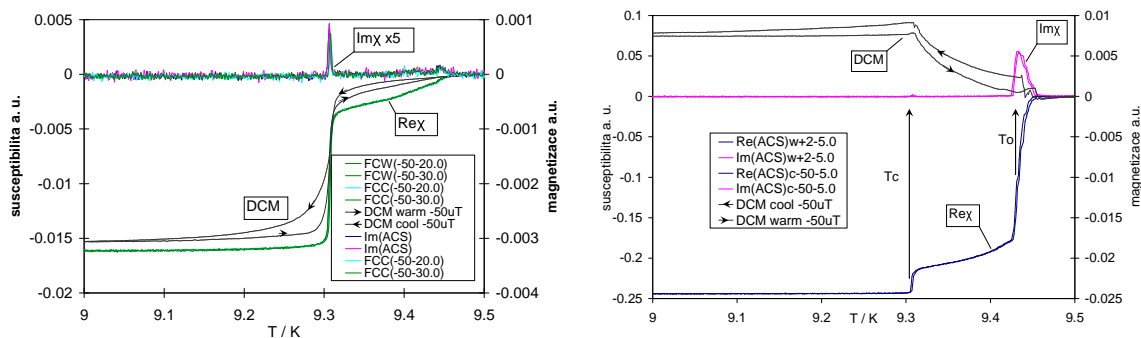 0.005
0
-0.005
-0.01
-0.015
-0.02
susceptibilita a. u.
0.001
0
-0.001
-0.002
-0.003
-0.004
magnetizace a.u.
Imχ x5
Reχ
DCM
FCW(-50-20.0)
FCW(-50-30.0)
FCC(-50-20.0)
FCC(-50-30.0)
DCM warm -50uT
DCM cool -50uT
Im(ACS)
Im(ACS)
FCC(-50-20.0)
FCC(-50-30.0)
9
9.1
9.2
9.3
9.4
9.5
T / K
0.1
0.05
0
-0.05
-0.1
-0.15
-0.2
-0.25
susceptibilita a. u.
0.01
0.005
0
-0.005
-0.01
-0.015
-0.02
-0.025
magnetizace a.u.
Imχ
DCM
Re(ACS)w+2-5.0
Im(ACS)w+2-5.0
Re(ACS)c-50-5.0
Im(ACS)c-50-5.0
DCM cool -50uT
DCM warm -50uT
Tc
To
Reχ
9
9.1
9.2
9.3
9.4
9.5
T / K